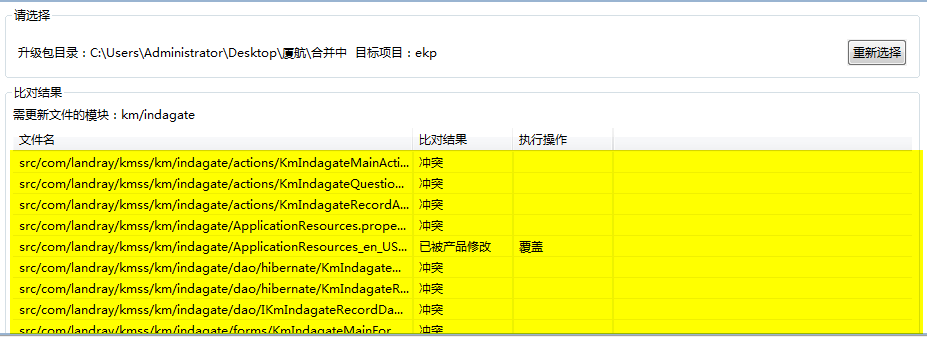 请选择
升级包目录：C:\Users\Administrator\Desktop\厦航\合并中 目标项目：ekp 重新选择
比对结果
需更新文件的模块：km/indagate
文件名 比对结果 执行操作
src/com/landray/kmss/km/indagate/actions/KmIndagateMainActi... 冲突
src/com/landray/kmss/km/indagate/actions/KmIndagateQuestio... 冲突
src/com/landray/kmss/km/indagate/actions/KmIndagateRecordA... 冲突
src/com/landray/kmss/km/indagate/ApplicationResources.prope... 冲突
src/com/landray/kmss/km/indagate/ApplicationResources_en_US... 已被产品修改 覆盖
src/com/landray/kmss/km/indagate/dao/hibernate/KmIndagate... 冲突
src/com/landray/kmss/km/indagate/dao/hibernate/KmIndagateR... 冲突
src/com/landray/kmss/km/indagate/dao/IKmIndagateRecordDa... 冲突
src/com/landray/kmss/km/indagate/forms/KmIndagateMainFor... 冲突